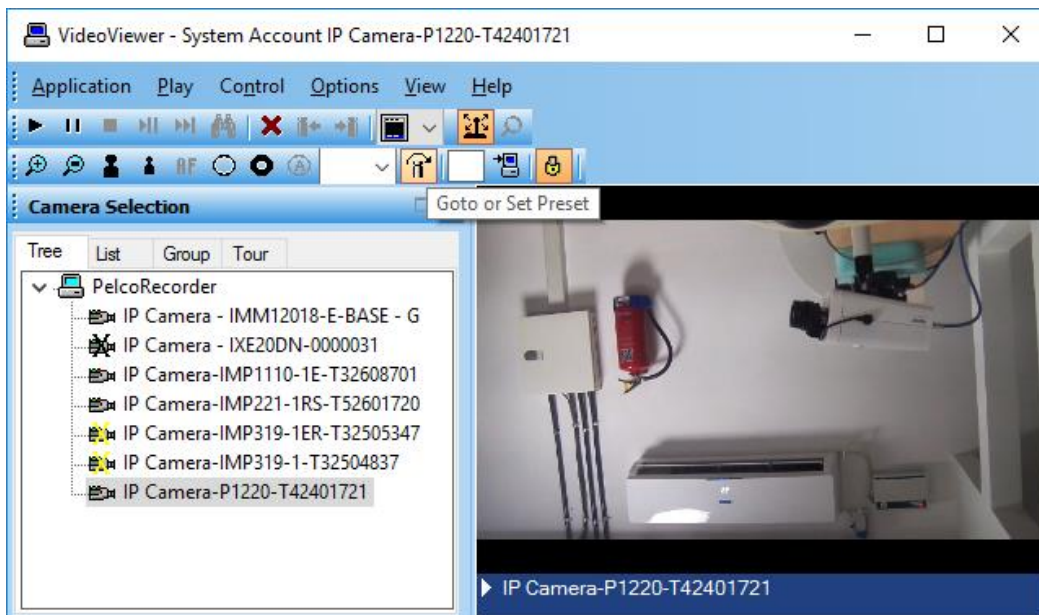 VideoViewer - System Account IP Camera-P1220-T42401721
Application Play Control Options View Help
AF A
Goto or Set Preset
Camera Selection
Tree List Group Tour
PelcoRecorder
IP Camera - IMM12018-E-BASE - G
IP Camera - IXE20DN-0000031
IP Camera-IMP1110-1E-T32608701
IP Camera-IMP221-1RS-T52601720
IP Camera-IMP319-1ER-T32505347
IP Camera-IMP319-1-T32504837
IP Camera-P1220-T42401721
IP Camera-P1220-T42401721